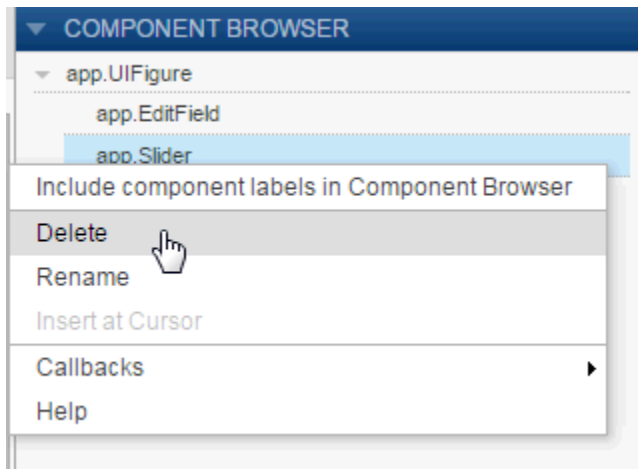 COMPONENT BROWSER
app.UIFigure
app.EditField
app.Slider
Include component labels in Component Browser
Delete
Rename
Insert at Cursor
Callbacks
Help